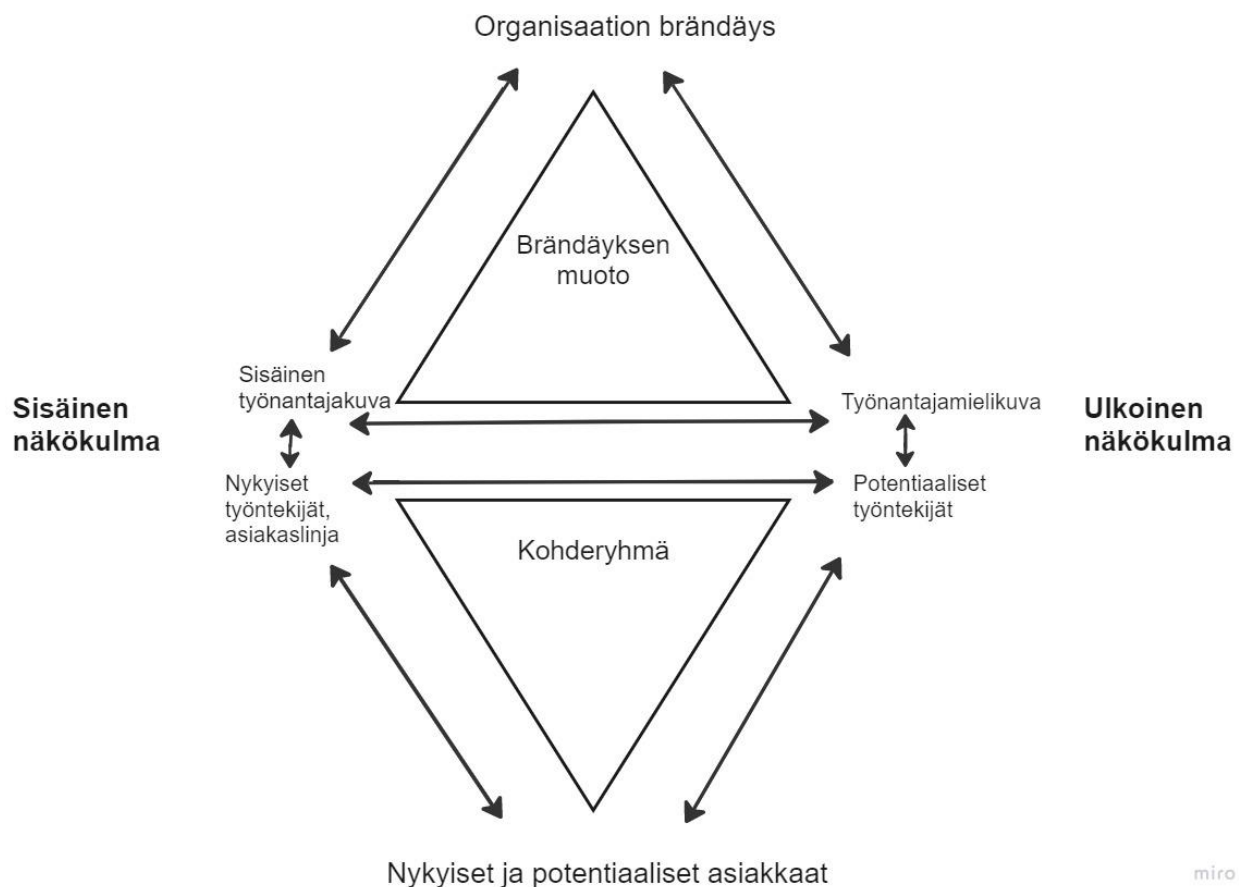 Organisaation brändäys
Brändäyksen
muoto
Sisäinen
työnantajakuva
Työnantajamielikuva
Sisäinen
näkökulma
Ulkoinen
näkökulma
Nykyiset
työntekijät,
asiakaslinja
Potentiaaliset
työntekijät
Kohderyhmä
Nykyiset ja potentiaaliset asiakkaat
miro